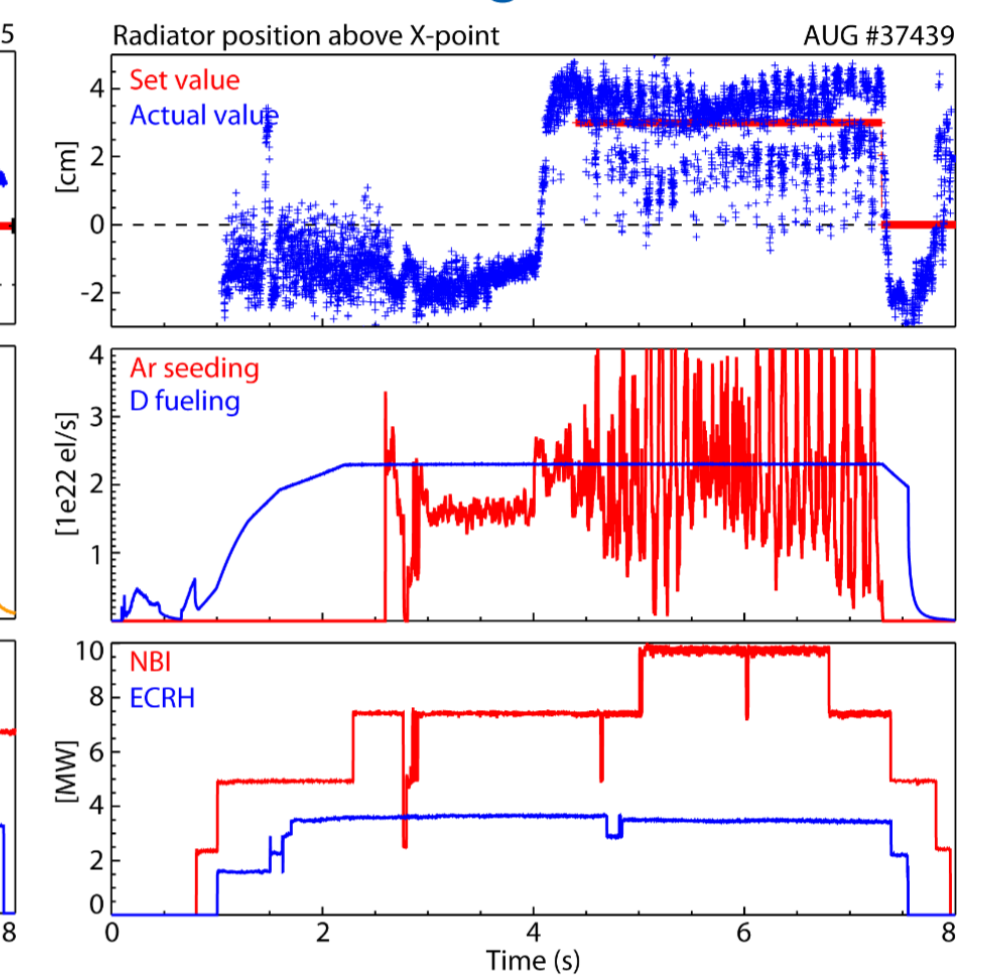 5
Radiator position above X-point
AUG #37439
Set value
Actual value
[cm]
4
2
0
-2
Ar seeding
D fueling
[1e22 el/s]
4
3
2
1
NBI
ECRH
[MW]
10
8
6
4
2
0
8
0
2
4
6
8
Time (s)